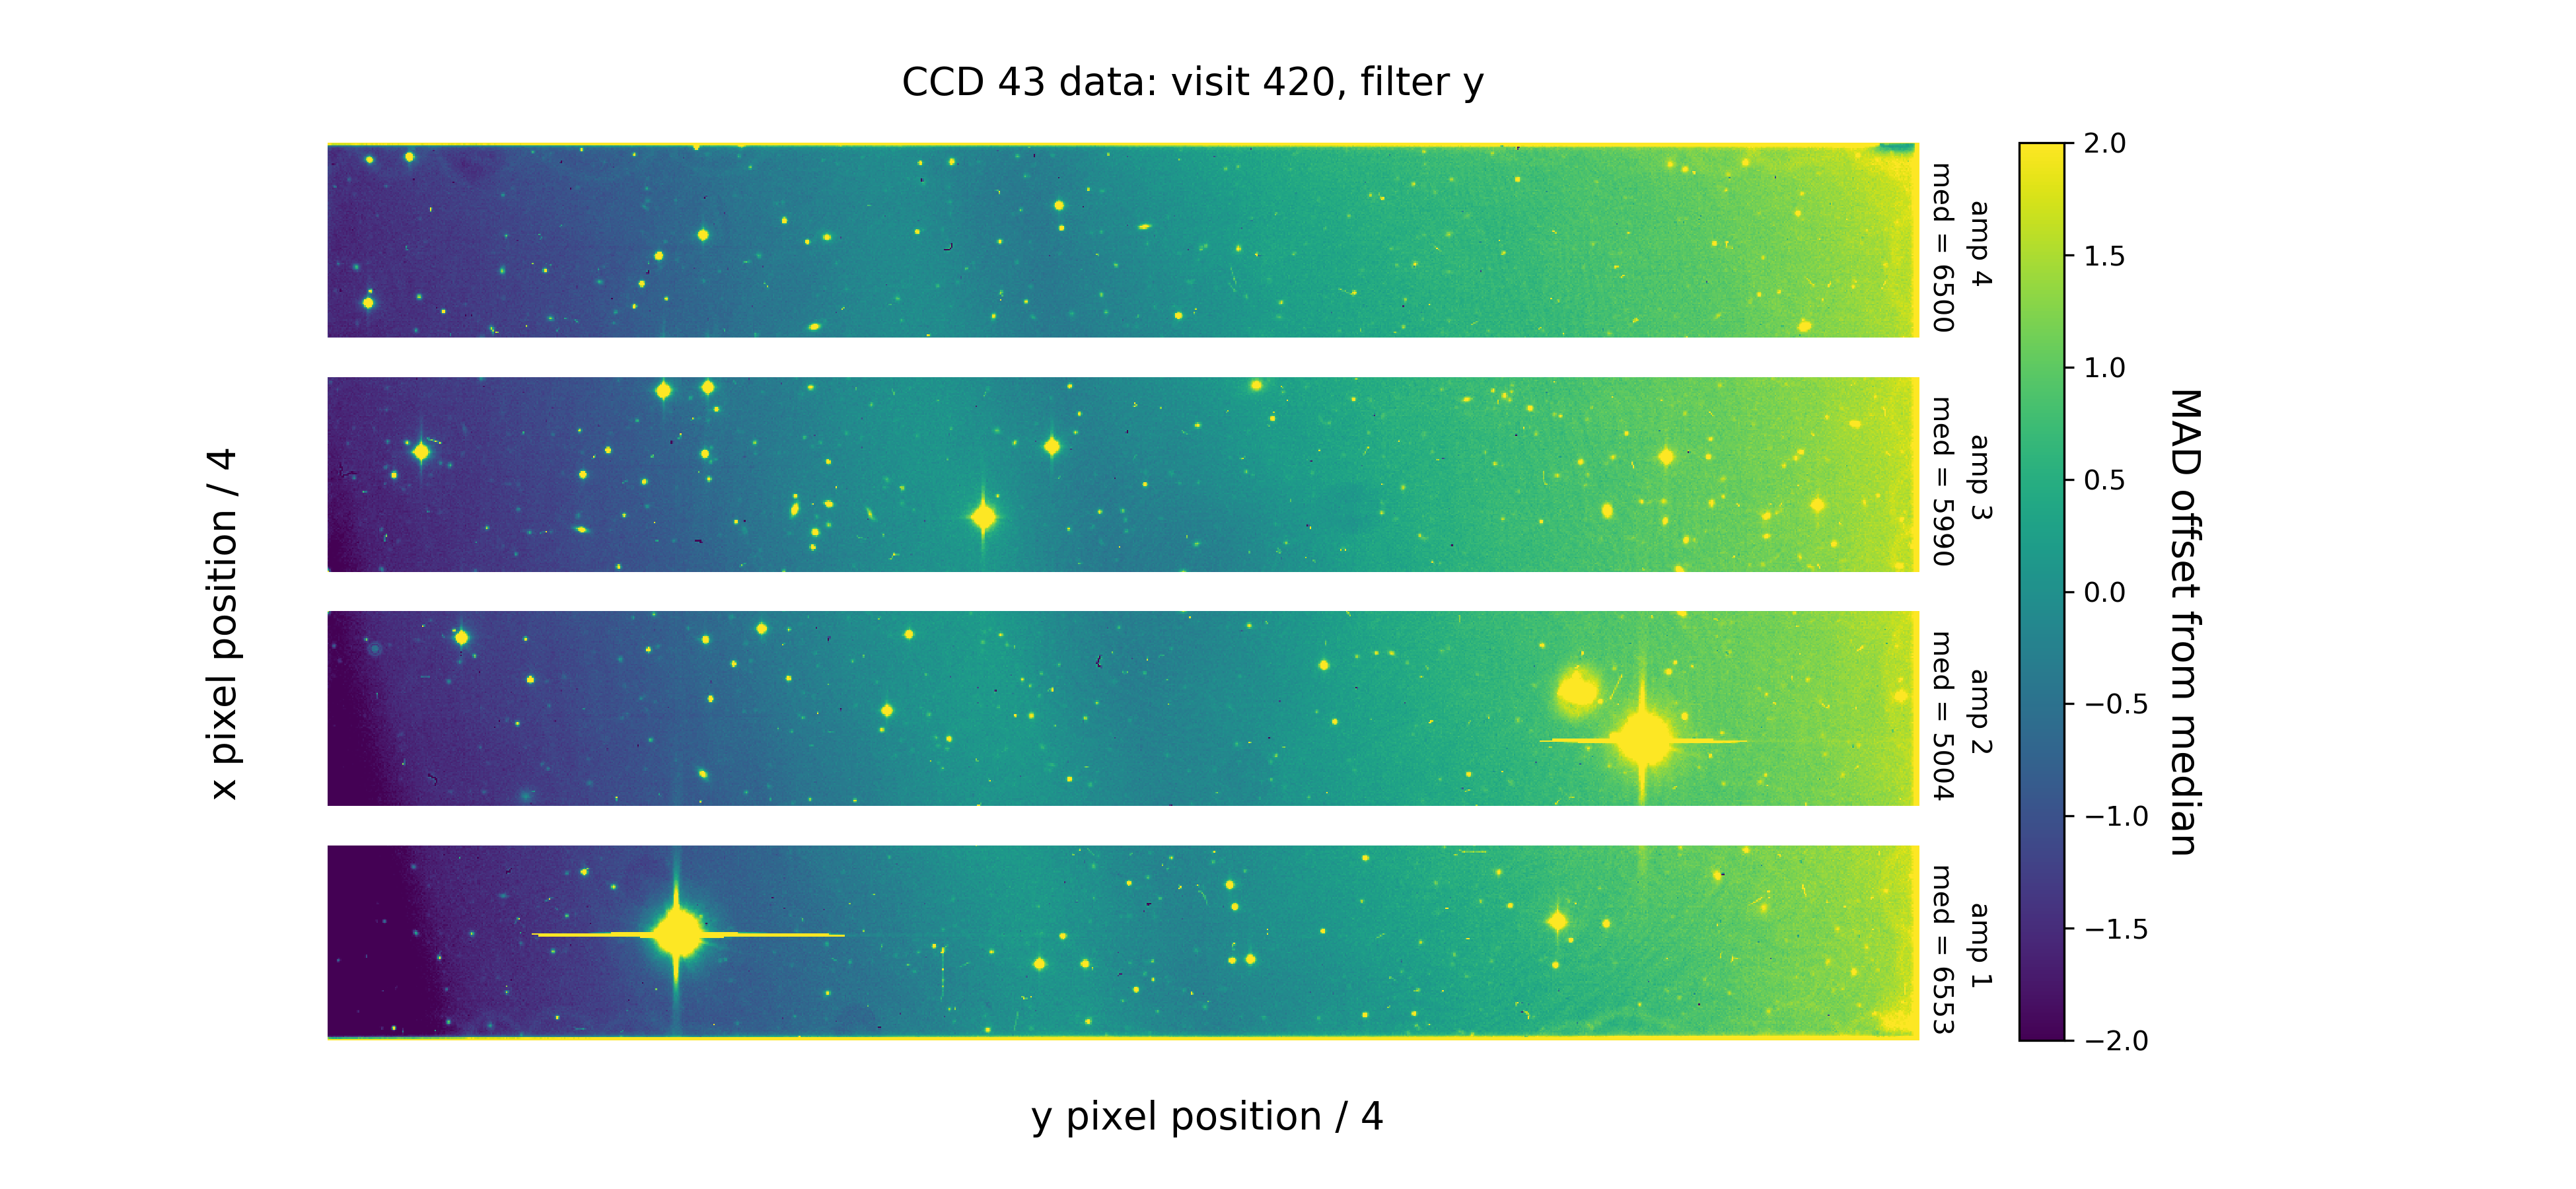 CCD 43 data: visit 420, filter y
x pixel position / 4
amp 4
med = 6500
amp 3
med = 5990
amp 2
med = 5004
amp 1
med = 6553
y pixel position / 4
2.0
1.5
1.0
0.5
0.0
−0.5
−1.0
−1.5
−2.0
MAD offset from median